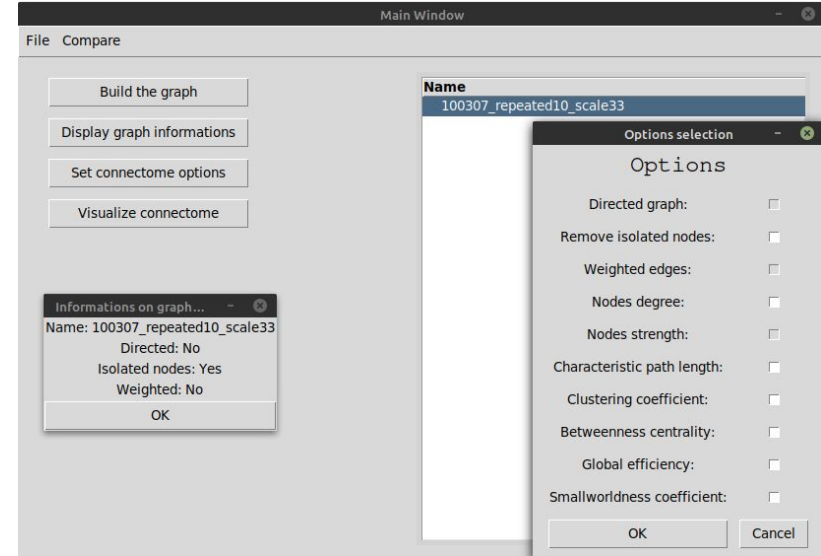 Main Window
File Compare
Build the graph
Display graph informations
Set connectome options
Visualize connectome
Name
100307_repeated10_scale33
Informations on graph...
Name: 100307_repeated10_scale33
Directed: No
Isolated nodes: Yes
Weighted: No
OK
Options selection
Options
Directed graph:
Remove isolated nodes:
Weighted edges:
Nodes degree:
Nodes strength:
Characteristic path length:
Clustering coefficient:
Betweenness centrality:
Global efficiency:
Smallworldness coefficient:
OK Cancel